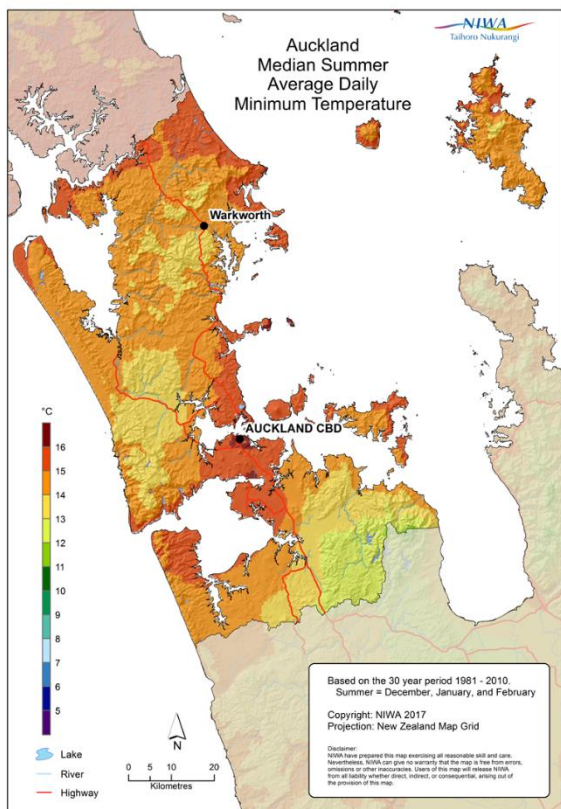 NIWA
Taihoro Nukurangi
Auckland
Median Summer
Average Daily
Minimum Temperature
Warkworth
AUCKLAND CBD
°C
16
15
14
13
12
11
10
9
8
7
6
5
Lake
River
Highway
N
0 10 20
Kilometres
Based on the 30 year period 1981 - 2010.
Summer = December, January, and February
Copyright: NIWA 2017
Projection: New Zealand Map Grid
Disclaimer:
NIWA have prepared this map exercising all reasonable skill and care.
Nevertheless, NIWA can give no warranty that the map is free from errors,
omissions or other inaccuracies. Users of this map will release NIWA
from all liability whether direct, indirect, or consequential, arising out of
the provision of this map.